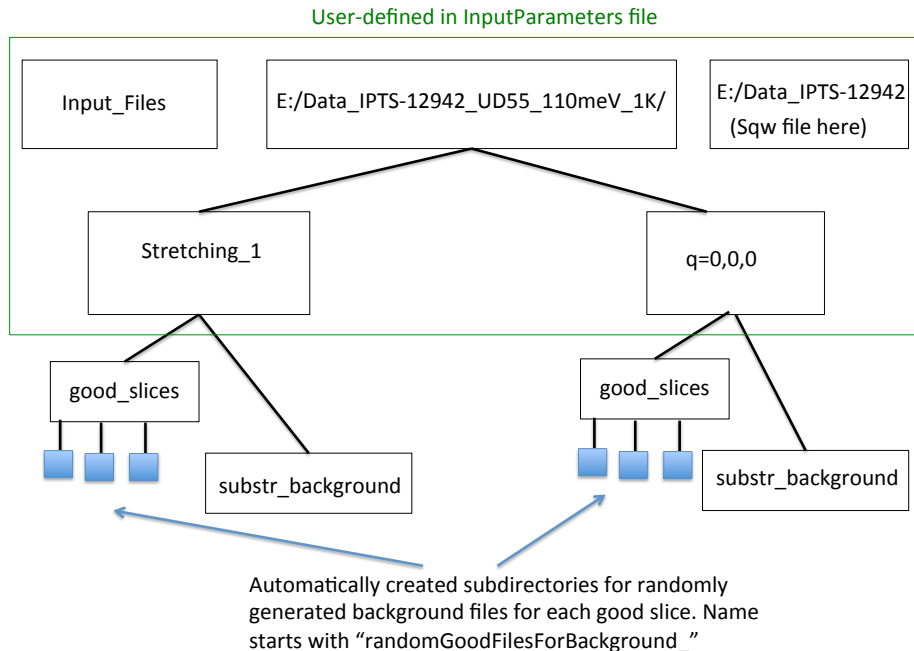 User-defined in InputParameters file
Input_Files
E:/Data_IPTS-12942_UD55_110meV_1K/
E:/Data_IPTS-12942
(Sqw file here)
Stretching_1
q=0,0,0
good_slices
good_slices
substr_background
substr_background
Automatically created subdirectories for randomly
generated background files for each good slice. Name
starts with “randomGoodFilesForBackground_”